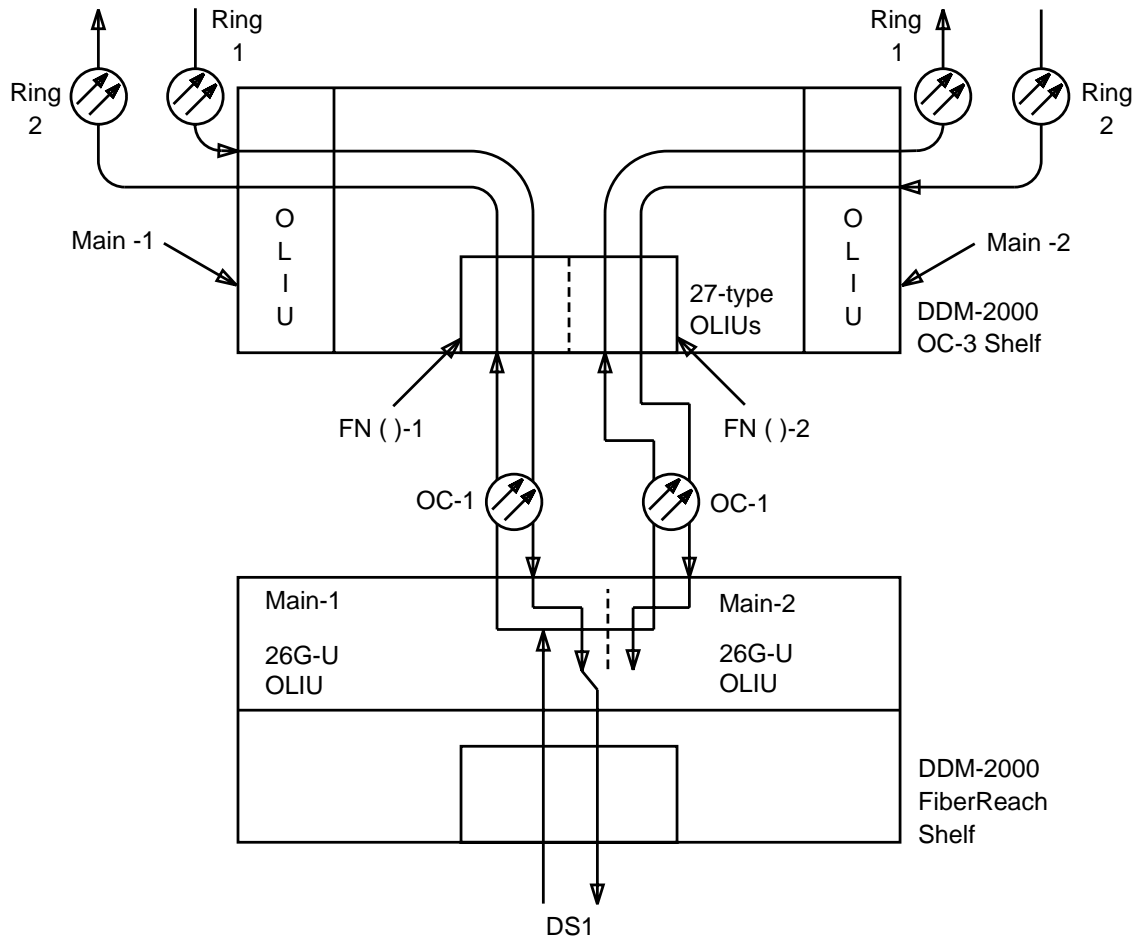 Ring
1
Ring
1
Ring
2
Ring
2
O
L
I
U
O
L
I
U
Main -1
Main -2
27-type
OLIUs
DDM-2000
OC-3 Shelf
FN ( )-1
FN ( )-2
OC-1
OC-1
Main-1
Main-2
26G-U
OLIU
26G-U
OLIU
DDM-2000
FiberReach
Shelf
DS1